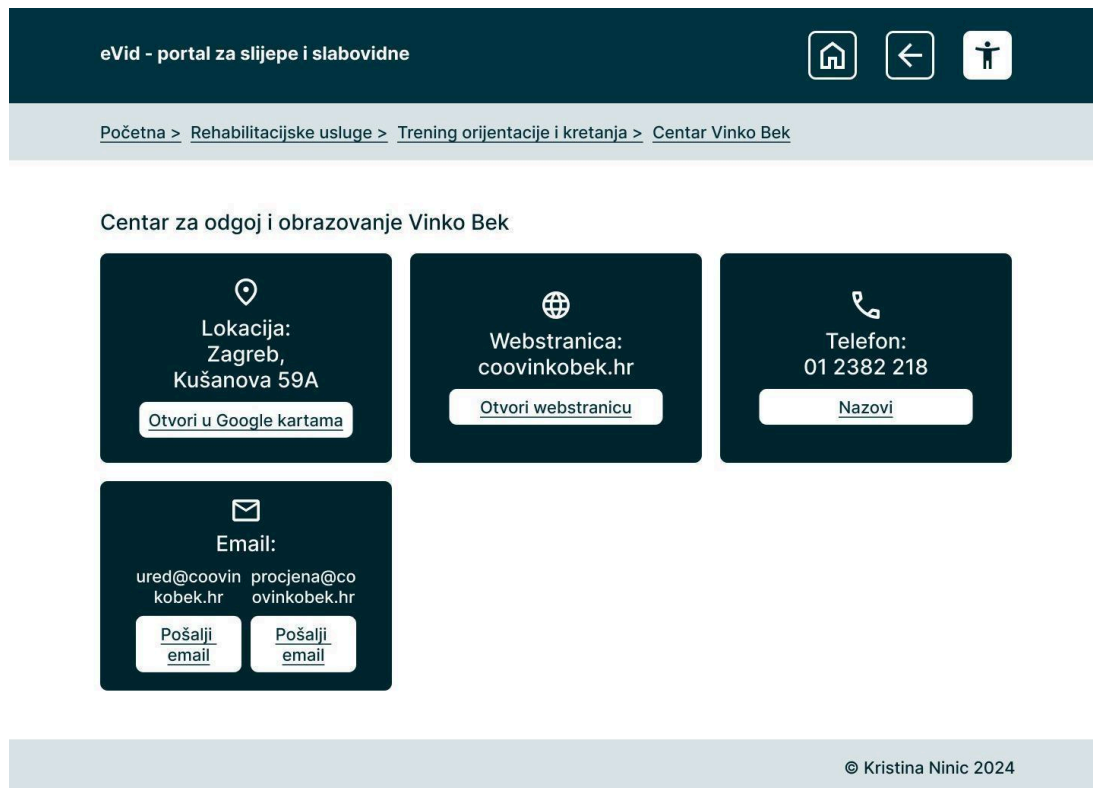 eVid - portal za slijepe i slabovidne
Početna > Rehabilitacijske usluge > Trening orijentacije i kretanja > Centar Vinko Bek
Centar za odgoj i obrazovanje Vinko Bek
Lokacija:
Zagreb,
Kušanova 59A
Otvori u Google kartama
Webstranica:
coovinkobek.hr
Otvori webstranicu
Telefon:
01 2382 218
Nazovi
Email:
ured@coovin
kobek.hr
Pošalji
email
procjena@co
ovinkobek.hr
Pošalji
email
© Kristina Ninic 2024